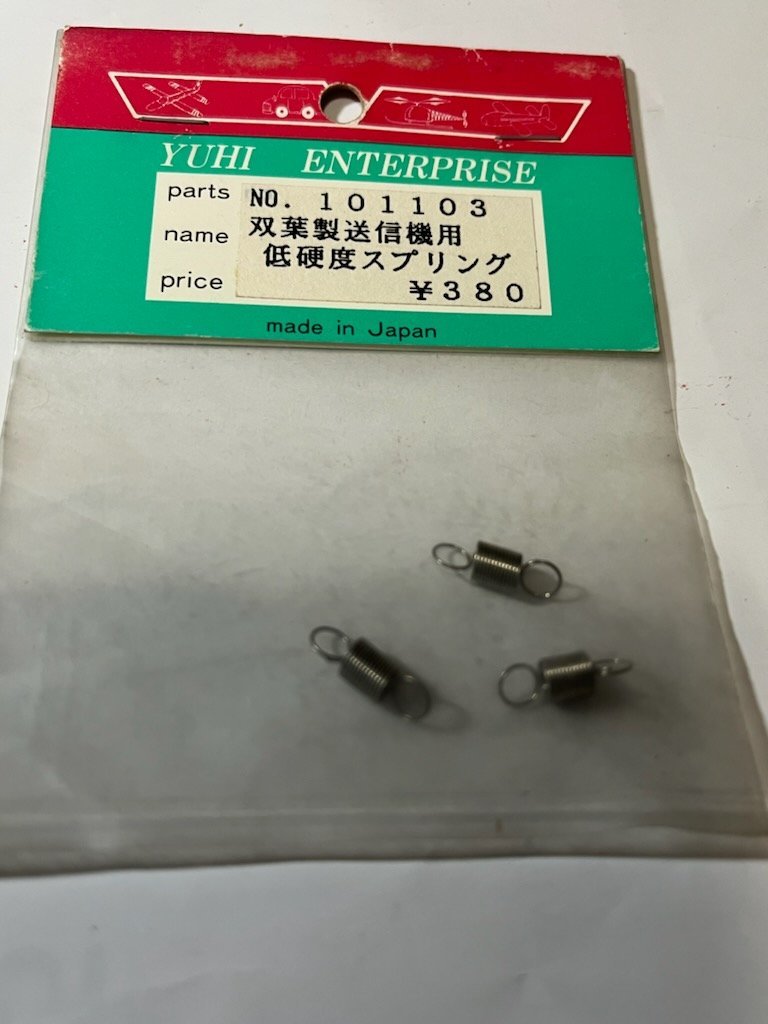 YUHI ENTERPRISE
parts NO. 101103
name 双葉製送信機用
低硬度スプリング
price ¥380
made in Japan